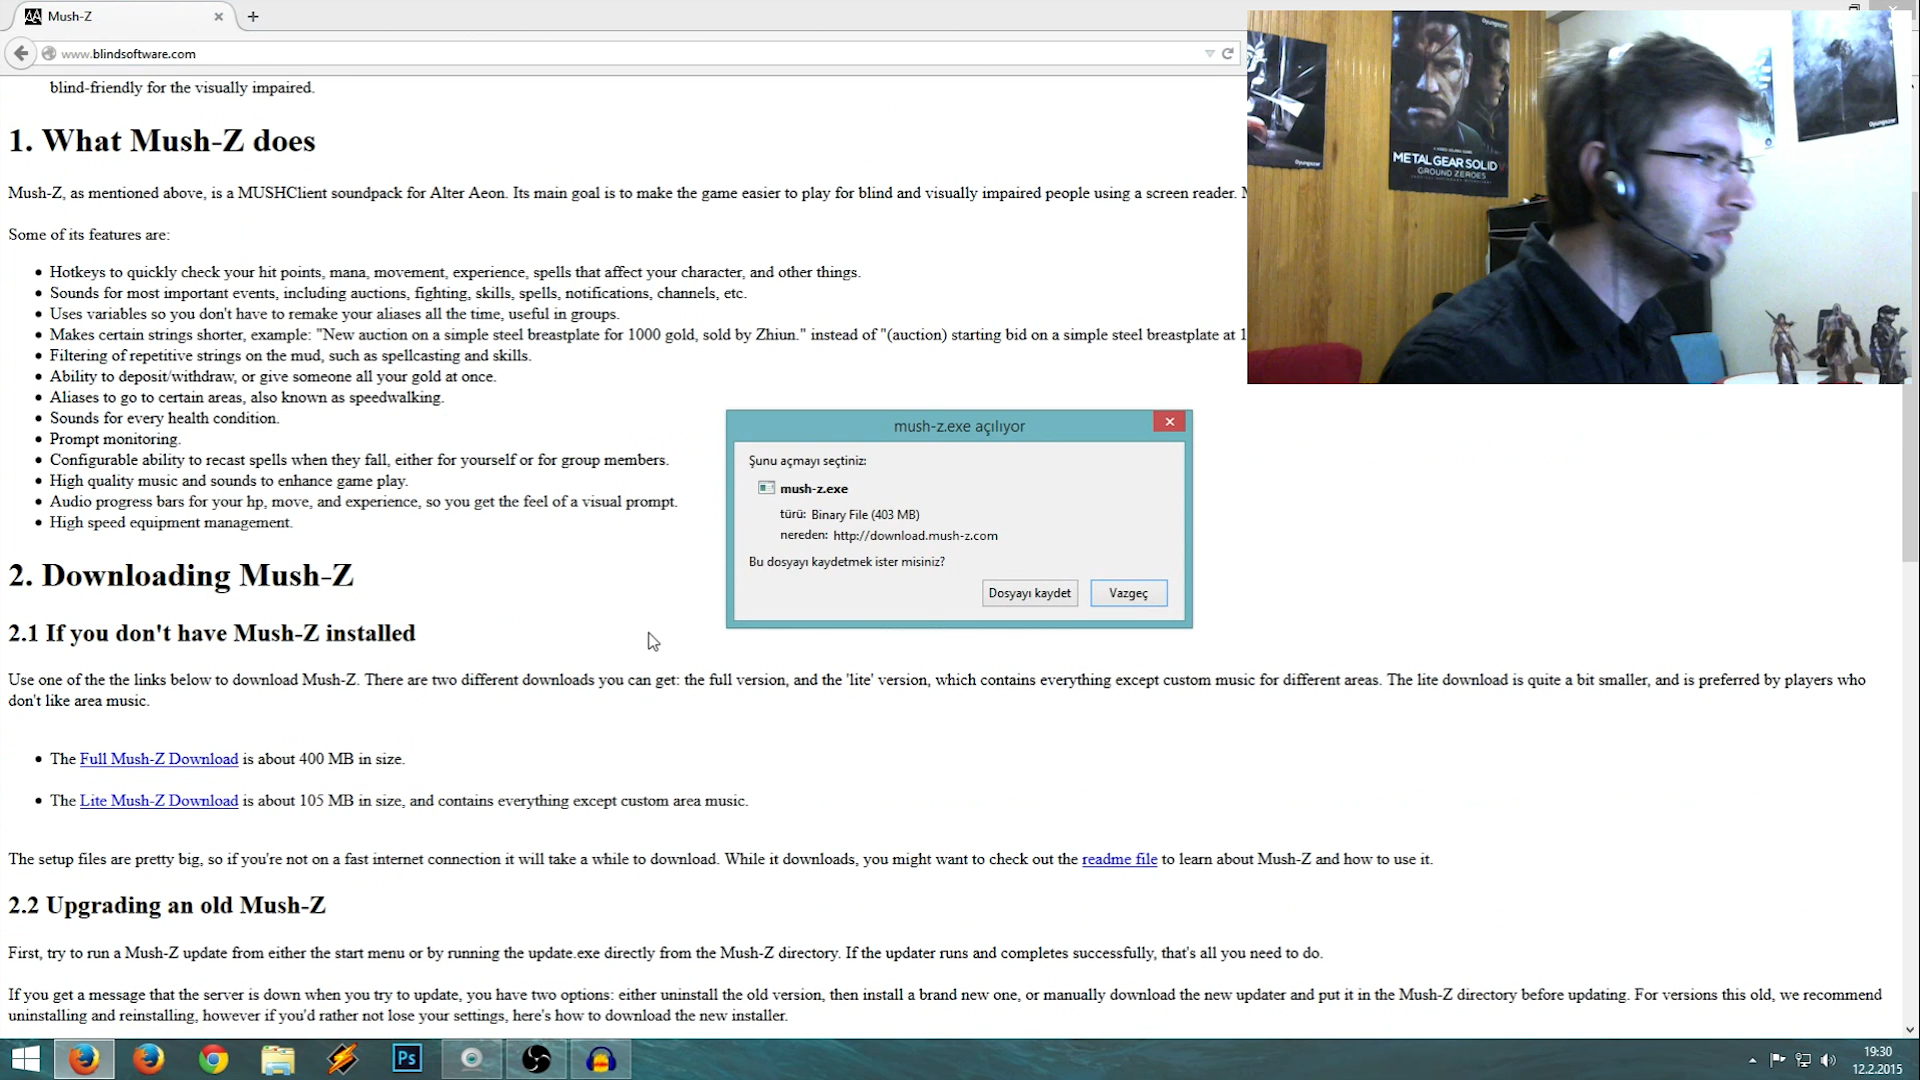 Mush-Z
www.blindsoftware.com
blind-friendly for the visually impaired.
1. What Mush-Z does
Mush-Z, as mentioned above, is a MUSHClient soundpack for Alter Aeon. Its main goal is to make the game easier to play for blind and visually impaired people using a screen reader.
Some of its features are:
• Hotkeys to quickly check your hit points, mana, movement, experience, spells that affect your character, and other things.
• Sounds for most important events, including auctions, fighting, skills, spells, notifications, channels, etc.
• Uses variables so you don't have to remake your aliases all the time, useful in groups.
• Makes certain strings shorter, example: "New auction on a simple steel breastplate for 1000 gold, sold by Zhiun." instead of "(auction) starting bid on a simple steel breastplate at 1
• Filtering of repetitive strings on the mud, such as spellcasting and skills.
• Ability to deposit/withdraw, or give someone all your gold at once.
• Aliases to go to certain areas, also known as speedwalking.
• Sounds for every health condition.
• Prompt monitoring.
• Configurable ability to recast spells when they fall, either for yourself or for group members.
• High quality music and sounds to enhance game play.
• Audio progress bars for your hp, move, and experience, so you get the feel of a visual prompt.
• High speed equipment management.
mush-z.exe açılıyor
Şunu açmayı seçtiniz:
mush-z.exe
türü: Binary File (403 MB)
nereden: http://download.mush-z.com
Bu dosyayı kaydetmek ister misiniz?
Dosyayı kaydet
Vazgeç
2. Downloading Mush-Z
2.1 If you don't have Mush-Z installed
Use one of the the links below to download Mush-Z. There are two different downloads you can get: the full version, and the 'lite' version, which contains everything except custom music for different areas. The lite download is quite a bit smaller, and is preferred by players who
don't like area music.
• The Full Mush-Z Download is about 400 MB in size.
• The Lite Mush-Z Download is about 105 MB in size, and contains everything except custom area music.
The setup files are pretty big, so if you're not on a fast internet connection it will take a while to download. While it downloads, you might want to check out the readme file to learn about Mush-Z and how to use it.
2.2 Upgrading an old Mush-Z
First, try to run a Mush-Z update from either the start menu or by running the update.exe directly from the Mush-Z directory. If the updater runs and completes successfully, that's all you need to do.
If you get a message that the server is down when you try to update, you have two options: either uninstall the old version, then install a brand new one, or manually download the new updater and put it in the Mush-Z directory before updating. For versions this old, we recommend
uninstalling and reinstalling, however if you'd rather not lose your settings, here's how to download the new installer.
Oyungezer
METAL GEAR SOLID V
GROUND ZEROES
Oyungezer
Oyungezer
Ps
19:30
12.2.2015